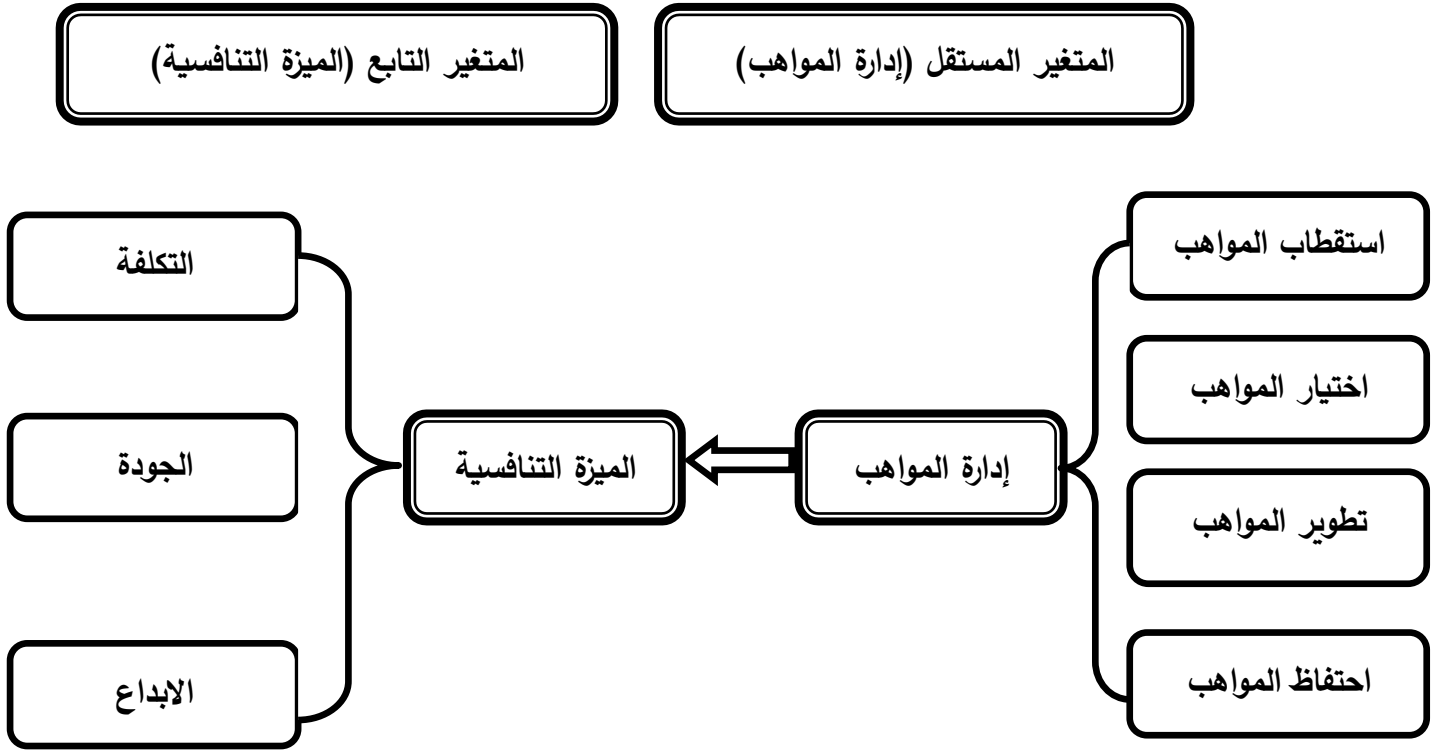 المتغير المستقل (إدارة المواهب)
المتغير التابع (الميزة التنافسية)
استقطاب المواهب
اختيار المواهب
تطوير المواهب
احتفاظ المواهب
إدارة المواهب
الميزة التنافسية
التكلفة
الجودة
الابداع